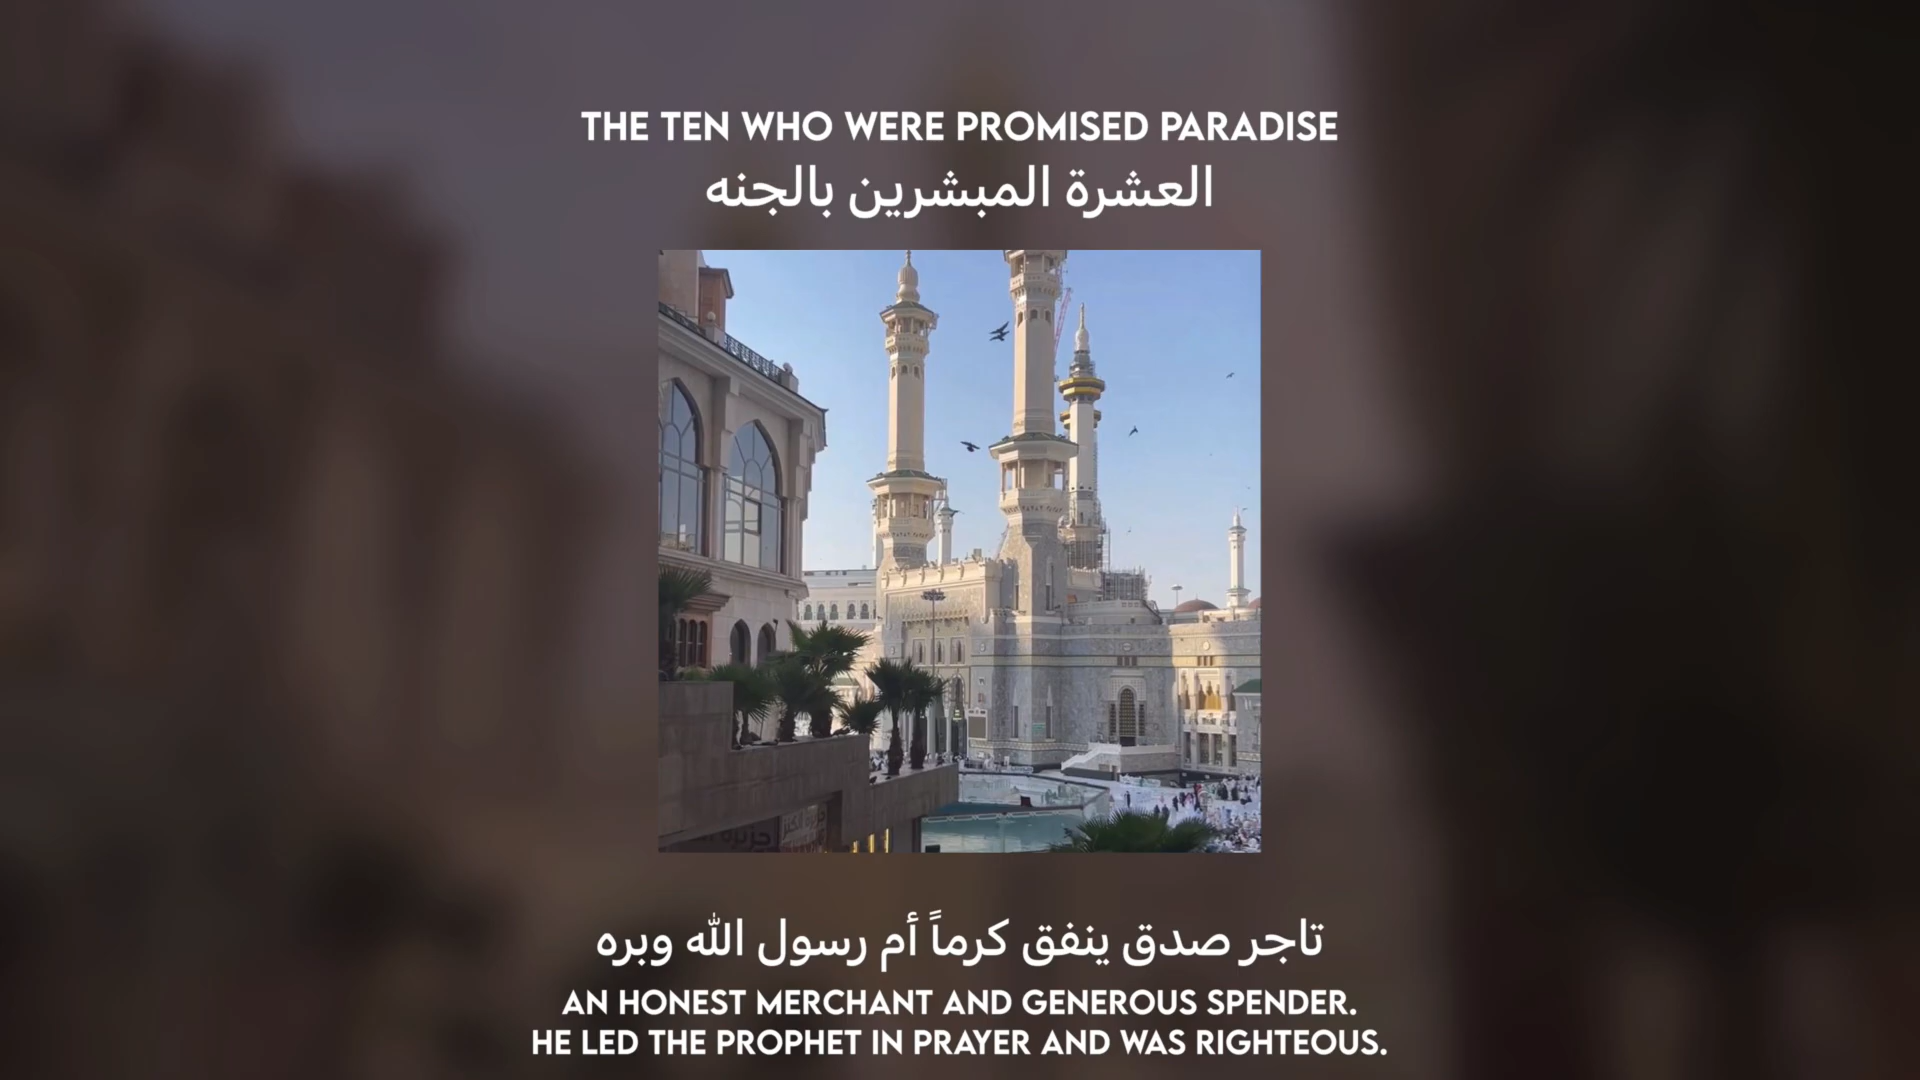 THE TEN WHO WERE PROMISED PARADISE
العشرة المبشرين بالجنه
تاجر صدق ينفق كرماً أم رسول الله وبره
AN HONEST MERCHANT AND GENEROUS SPENDER.
HE LED THE PROPHET IN PRAYER AND WAS RIGHTEOUS.